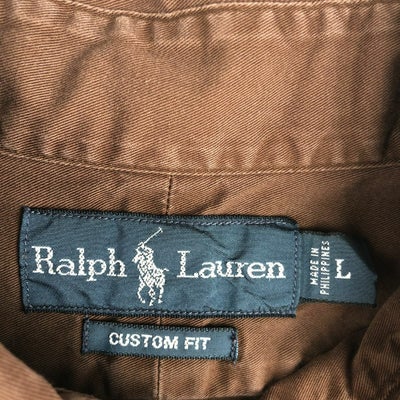 Ralph Lauren
MADE IN
PHILIPPINES
L
CUSTOM FIT